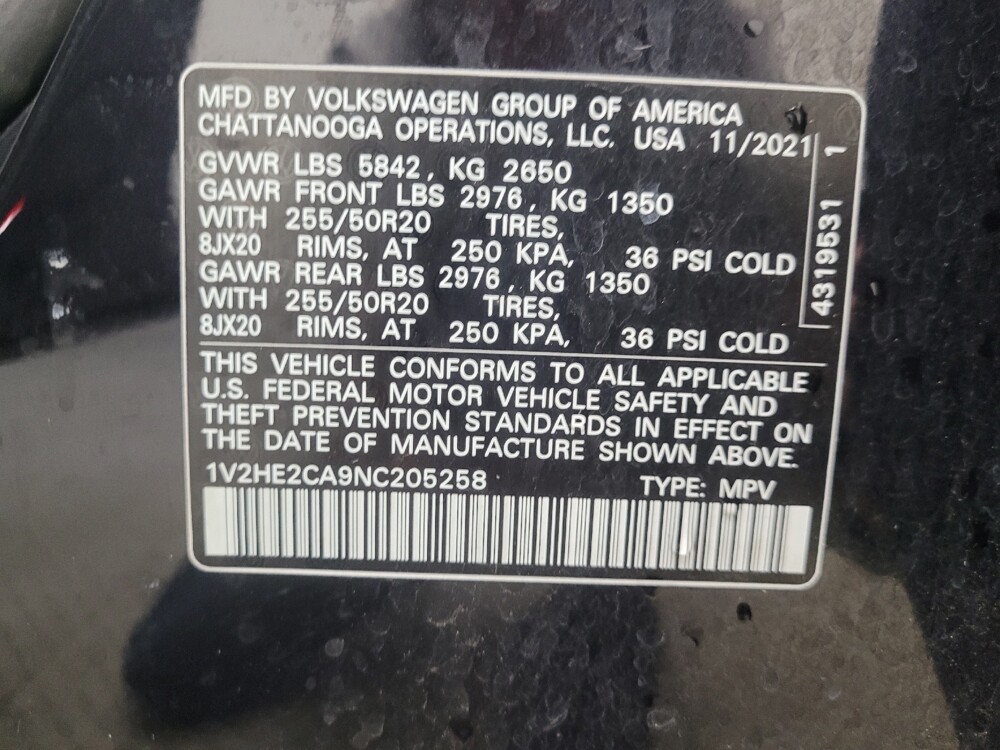 MFD BY VOLKSWAGEN GROUP OF AMERICA
CHATTANOOGA OPERATIONS, LLC. USA 11/2021
GVWR LBS 5842, KG 2650
GAWR FRONT LBS 2976, KG 1350
WITH 255/50R20 TIRES,
8JX20 RIMS, AT 250 KPA, 36 PSI COLD
GAWR REAR LBS 2976, KG 1350
WITH 255/50R20 TIRES,
8JX20 RIMS, AT 250 KPA, 36 PSI COLD
THIS VEHICLE CONFORMS TO ALL APPLICABLE
U.S. FEDERAL MOTOR VEHICLE SAFETY AND
THEFT PREVENTION STANDARDS IN EFFECT ON
THE DATE OF MANUFACTURE SHOWN ABOVE.
1V2HE2CA9NC205258 TYPE: MPV
4319531 1